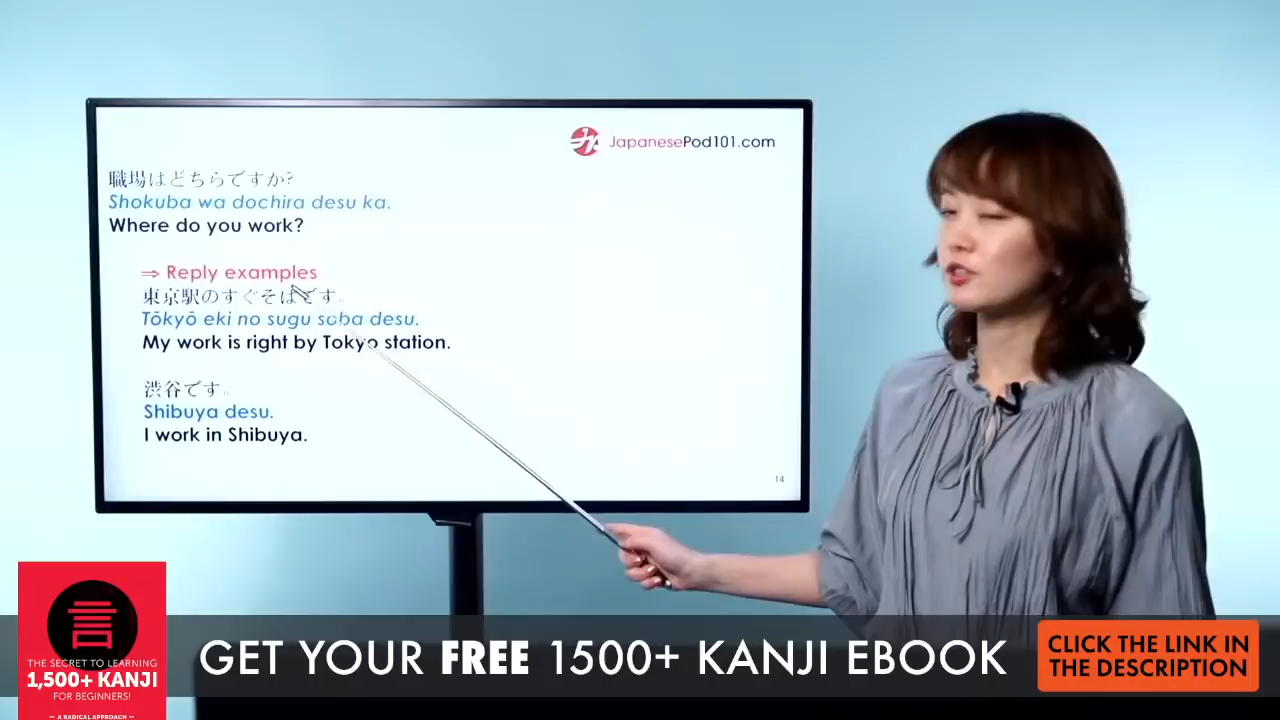 JapanesePod101.com
職場はどちらですか?
Shokuba wa dochira desu ka.
Where do you work?
⇒ Reply examples
東京駅のすぐそばです。
Tōkyō eki no sugu soba desu.
My work is right by Tokyo station.
渋谷です。
Shibuya desu.
I work in Shibuya.
14
言
THE SECRET TO LEARNING
1,500+ KANJI
FOR BEGINNERS!
— A RADICAL APPROACH —
GET YOUR FREE 1500+ KANJI EBOOK
CLICK THE LINK IN
THE DESCRIPTION